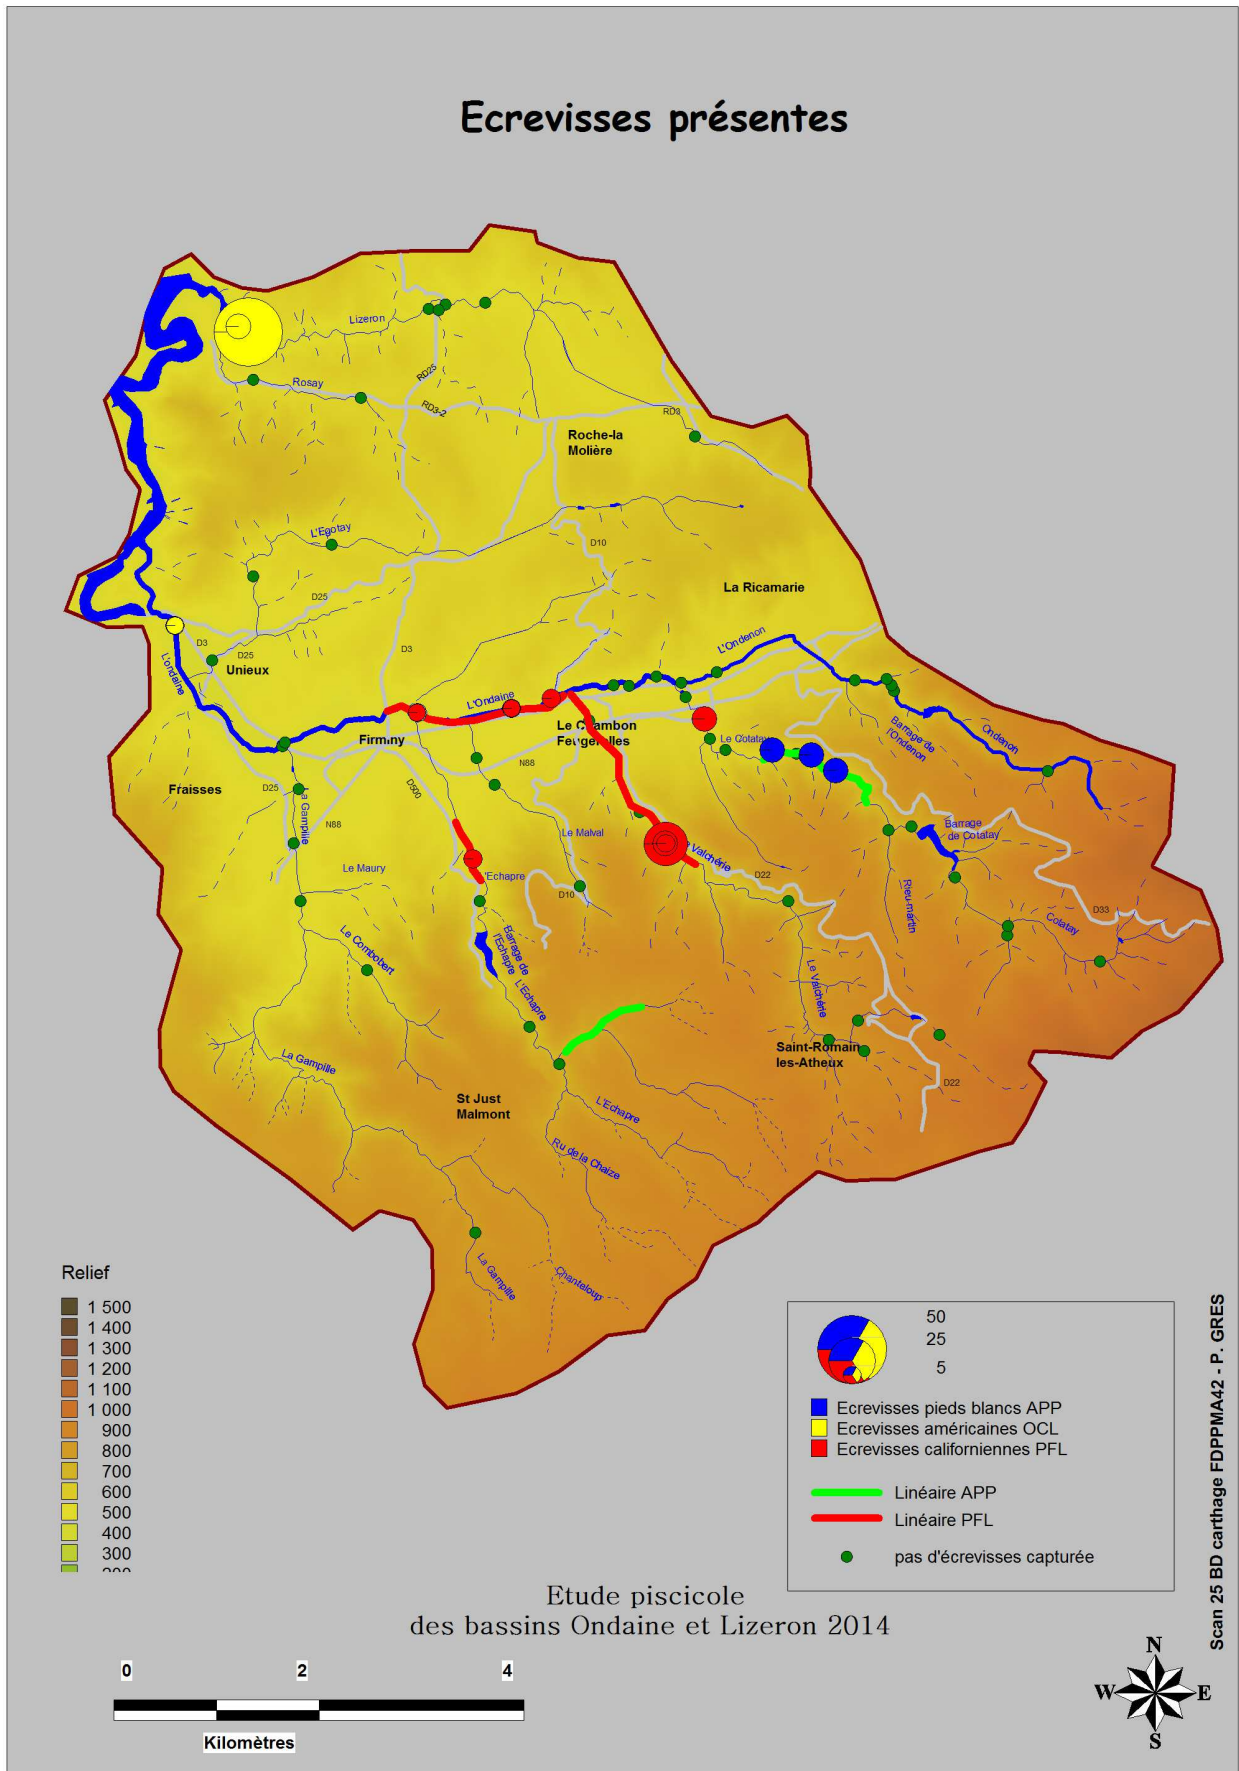 Ecrevisses présentes
Lizeron
Rosay
RD25
RD3-2
RD3
Roche-la
Molière
L'Egotay
D10
D25
La Ricamarie
D3
D25
D3
Unieux
L'ondaine
L'Ondenon
L'Ondaine
Firminy
Le Chambon
Feugerolles
Le Cotatay
Barrage de
l'Ondenon
Ondenon
N88
D500
Fraisses
D25
La Gampille
N88
Le Maury
Le Malval
Valchérie
D22
Barrage
de Cotatay
'Echapre
D10
Rieu-martin
D33
Cotatay
Le Combobert
Barrage de
l'Echapre
L'Echapre
Le Valchérie
La Gampille
Saint-Romain
les-Atheux
D22
St Just
Malmont
L'Echapre
Ru de la Chaize
La Gampille
Chanteloup
Relief
1 500
1 400
1 300
1 200
1 100
1 000
900
800
700
600
500
400
300
200
50
25
5
Ecrevisses pieds blancs APP
Ecrevisses américaines OCL
Ecrevisses californiennes PFL
Linéaire APP
Linéaire PFL
pas d'écrevisses capturée
Scan 25 BD carthage FDPPMA42 - P. GRES
Etude piscicole
des bassins Ondaine et Lizeron 2014
0 2 4
Kilomètres
N
W E
S